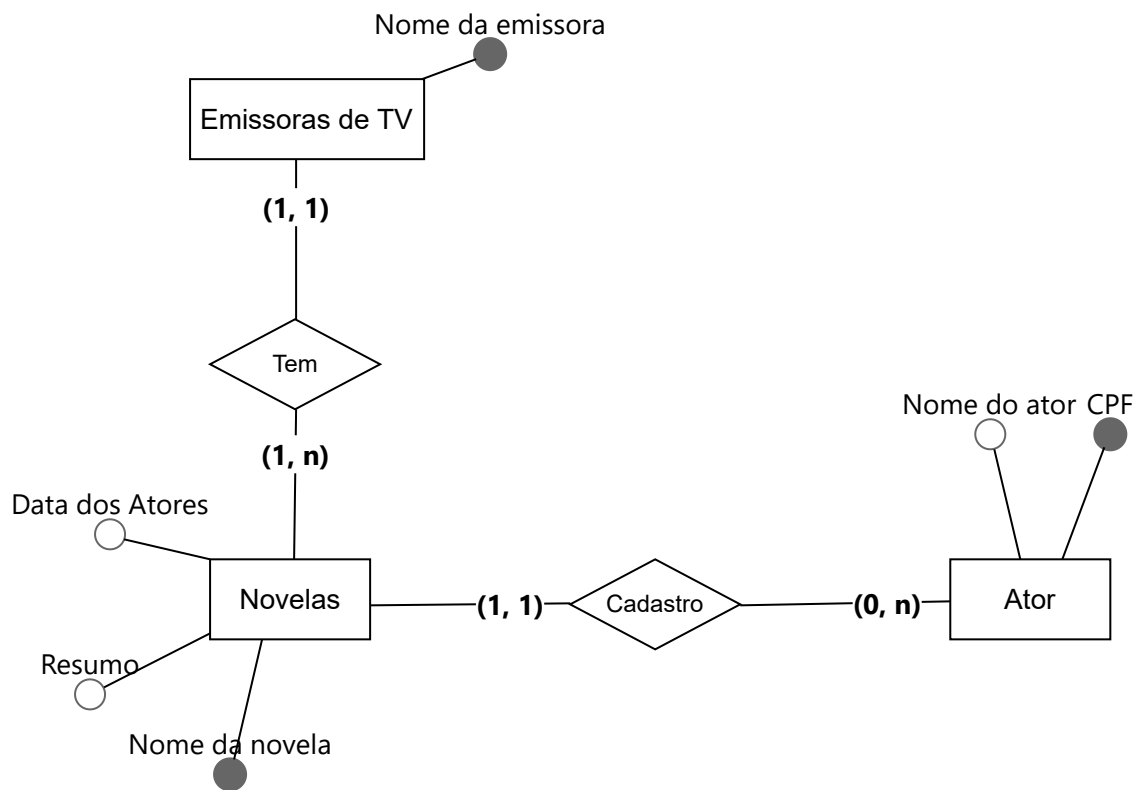 Nome da emissora
Emissoras de TV
(1, 1)
Tem
(1, n)
Nome do ator CPF
Data dos Atores
Novelas
(1, 1)
Cadastro
(0, n)
Ator
Resumo
Nome da novela